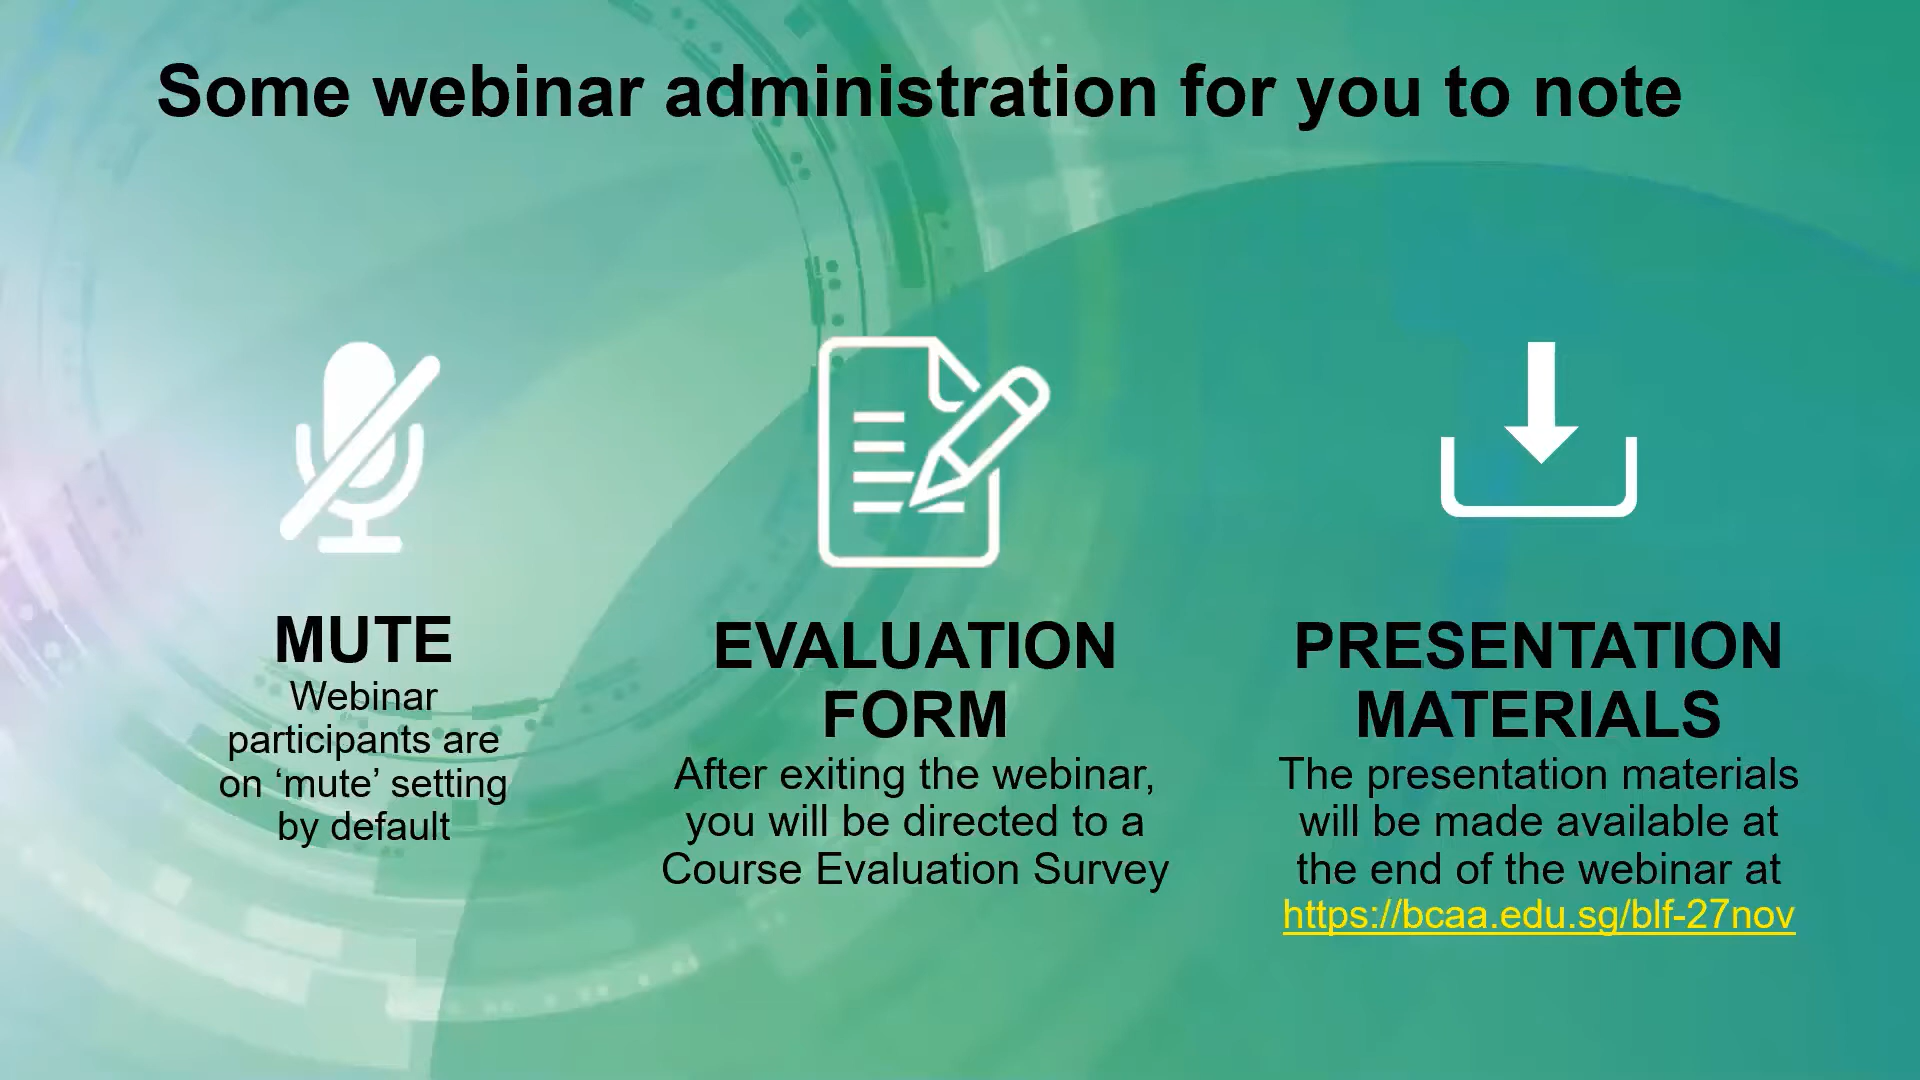 Some webinar administration for you to note
MUTE
Webinar
participants are
on ‘mute’ setting
by default
EVALUATION
FORM
After exiting the webinar,
you will be directed to a
Course Evaluation Survey
PRESENTATION
MATERIALS
The presentation materials
will be made available at
the end of the webinar at
https://bcaa.edu.sg/blf-27nov